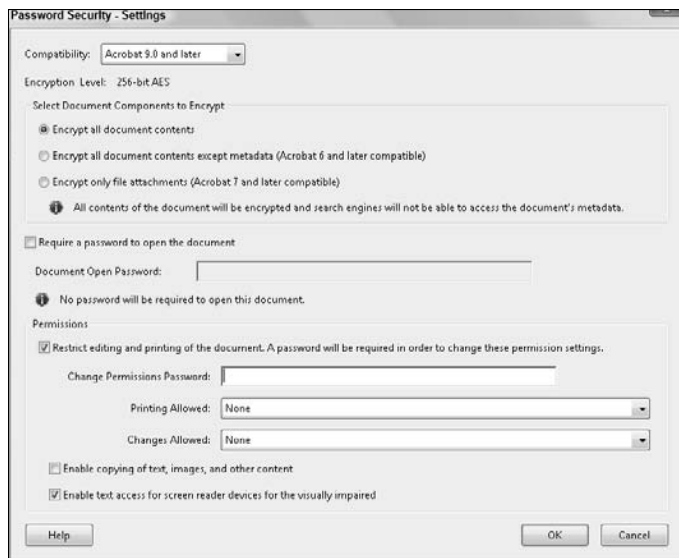 Password Security - Settings
Compatibility: Acrobat 9.0 and later
Encryption Level: 256-bit AES
Select Document Components to Encrypt
Encrypt all document contents
Encrypt all document contents except metadata (Acrobat 6 and later compatible)
Encrypt only file attachments (Acrobat 7 and later compatible)
All contents of the document will be encrypted and search engines will not be able to access the document's metadata.
Require a password to open the document
Document Open Password:
No password will be required to open this document.
Permissions
Restrict editing and printing of the document. A password will be required in order to change these permission settings.
Change Permissions Password:
Printing Allowed: None
Changes Allowed: None
Enable copying of text, images, and other content
Enable text access for screen reader devices for the visually impaired
Help OK Cancel